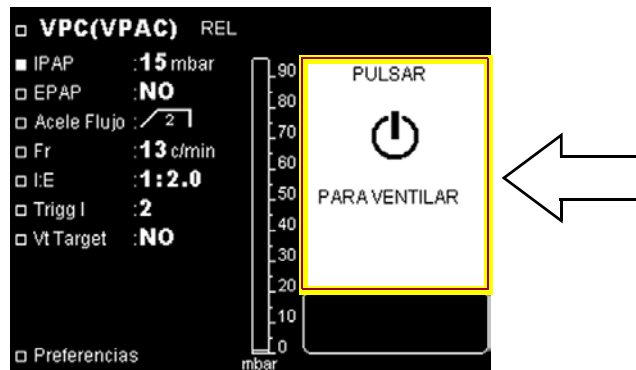 VPC(VPAC) REL
IPAP :15 mbar
EPAP :NO
Acele Flujo : 2
Fr :13 c/min
I:E :1:2.0
Trigg I :2
Vt Target :NO
Preferencias
90
80
70
60
50
40
30
20
10
0
mbar
PULSAR
PARA VENTILAR